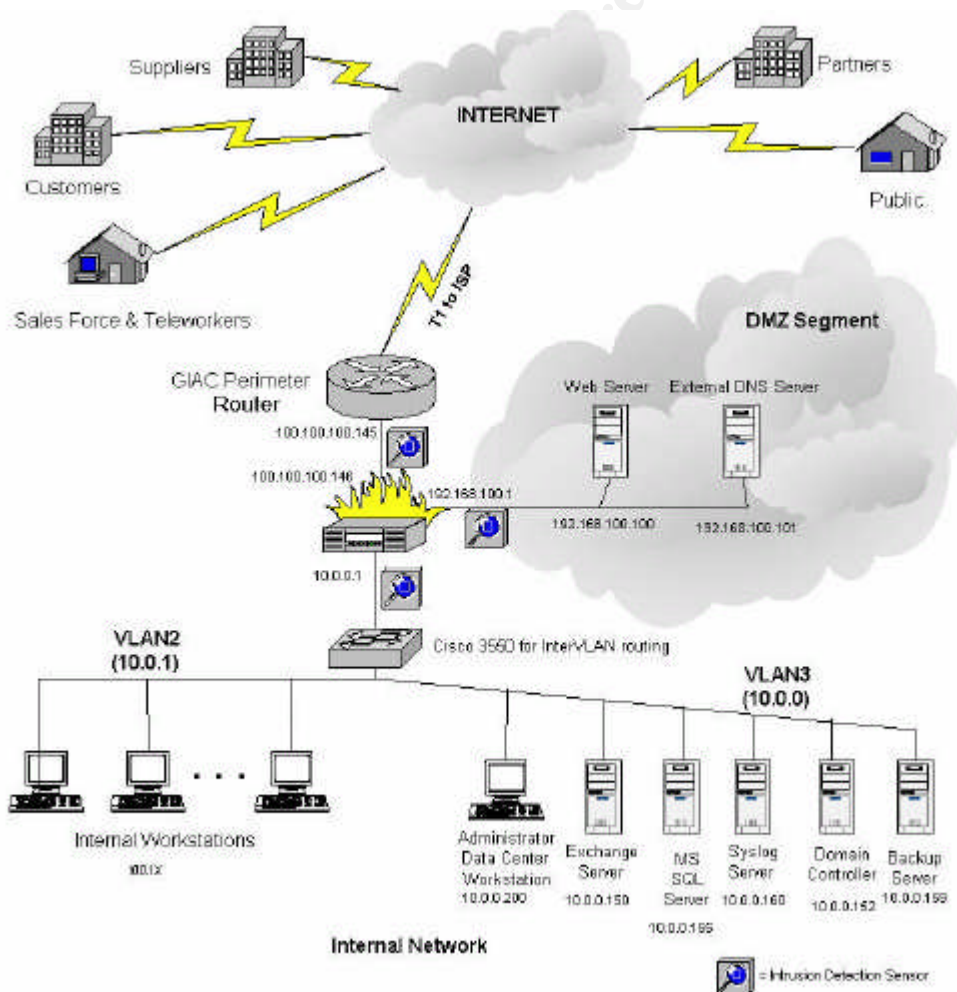 Suppliers
Partners
INTERNET
Customers
Public
T1 to ISP
Sales Force & Teleworkers
DMZ Segment
GIAC Perimeter
Router
Web Server
External DNS Server
100.100.100.145
100.100.100.146
192.168.100.1
192.168.100.100
192.168.100.101
10.0.0.1
Cisco 3550 for InterVLAN routing
VLAN2
(10.0.1)
VLAN3
(10.0.0)
Internal Workstations
Administrator
Data Center
Workstation
10.0.0.200
Exchange
Server
10.0.0.150
MS
SQL
Server
Syslog
Server
10.0.0.160
Domain
Controller
10.0.0.152
Backup
Server
Internal Network
= Intrusion Detection Sensor